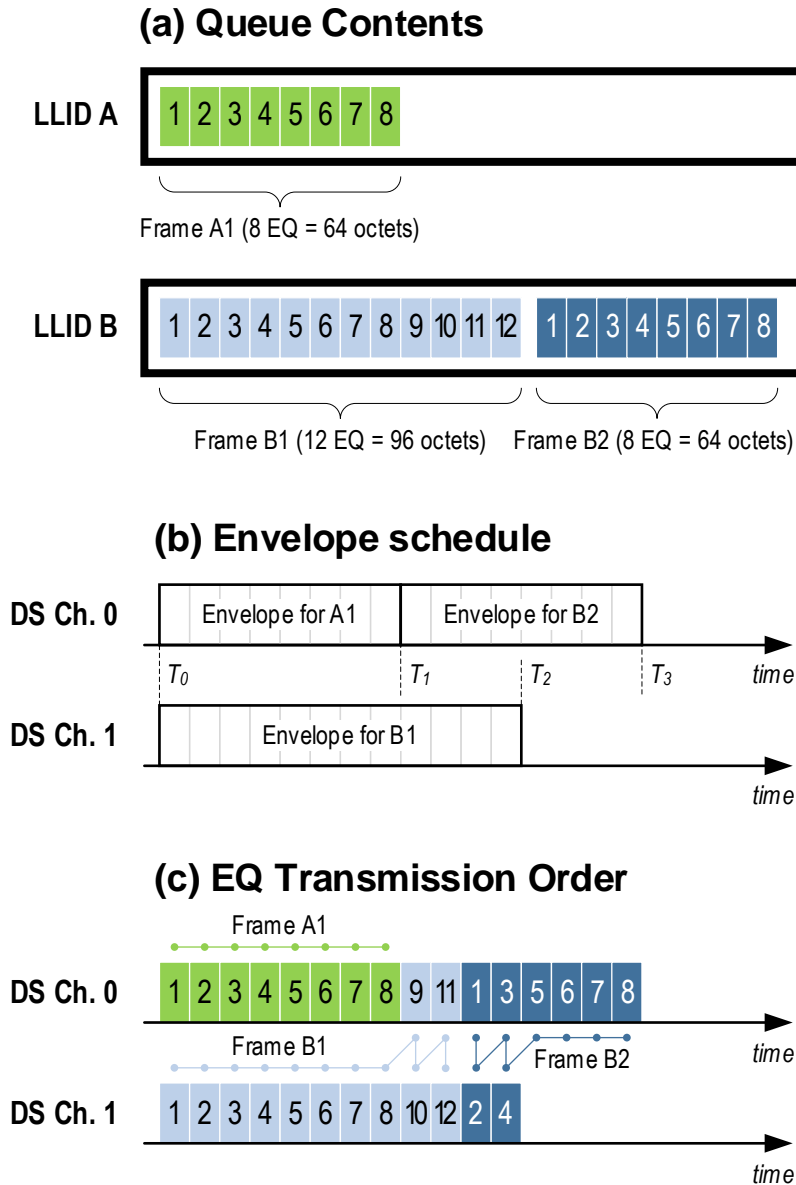 (a) Queue Contents
LLID A
1 2 3 4 5 6 7 8
Frame A1 (8 EQ = 64 octets)
LLID B
1 2 3 4 5 6 7 8 9 10 11 12 1 2 3 4 5 6 7 8
Frame B1 (12 EQ = 96 octets) Frame B2 (8 EQ = 64 octets)
(b) Envelope schedule
DS Ch. 0
Envelope for A1 Envelope for B2
T0 T1 T2 T3 time
DS Ch. 1
Envelope for B1
time
(c) EQ Transmission Order
Frame A1
DS Ch. 0
1 2 3 4 5 6 7 8 9 11 1 3 5 6 7 8
Frame B1 Frame B2 time
DS Ch. 1
1 2 3 4 5 6 7 8 10 12 2 4
time